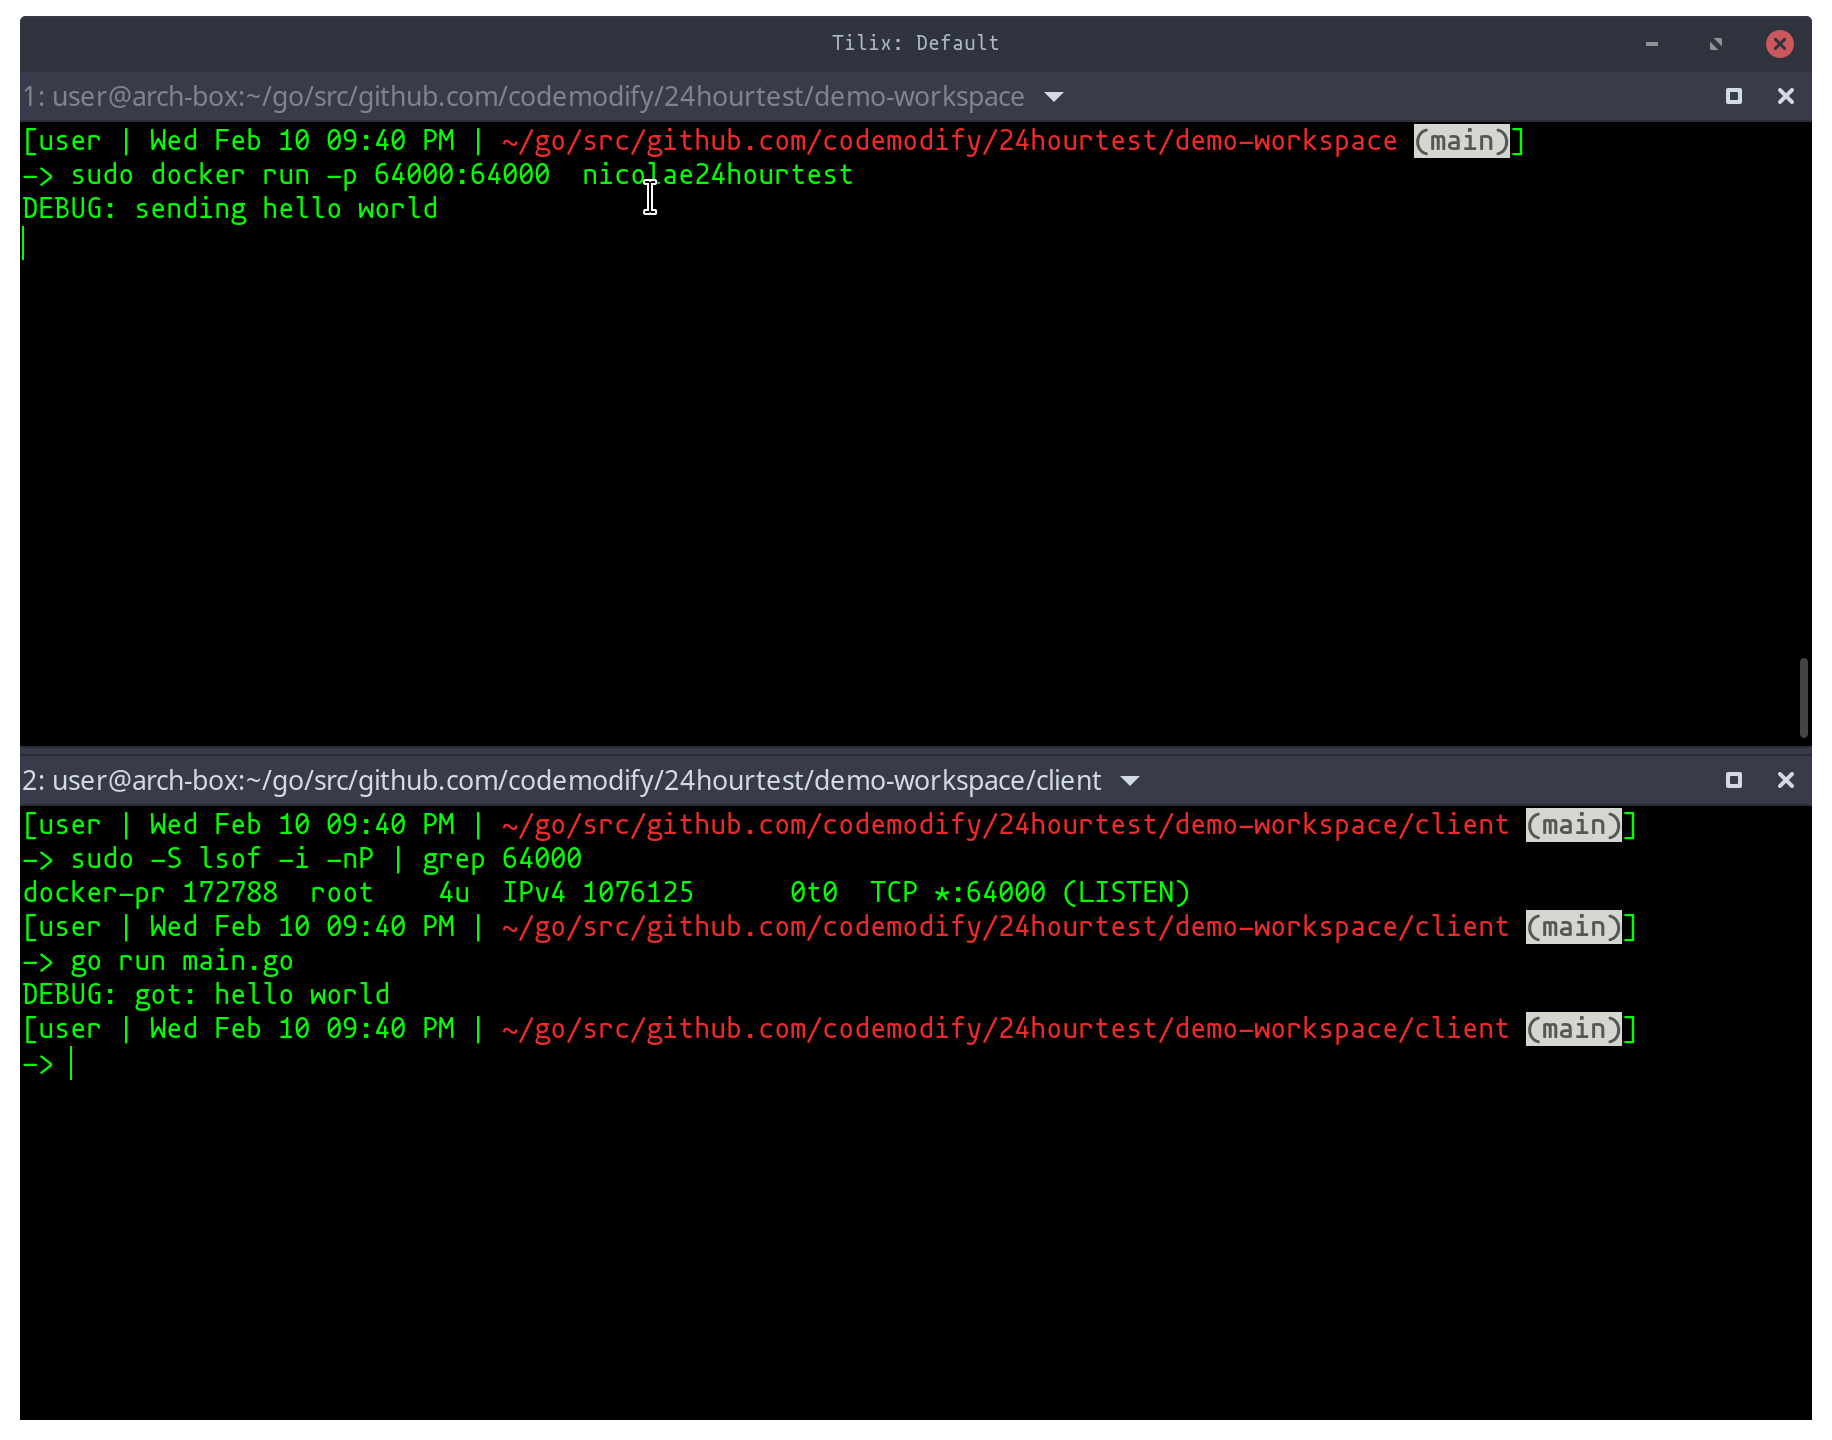 Tilix: Default
1: user@arch-box:~/go/src/github.com/codemodify/24hourtest/demo-workspace
[user | Wed Feb 10 09:40 PM | ~/go/src/github.com/codemodify/24hourtest/demo-workspace (main)]
-> sudo docker run -p 64000:64000  nicolae24hourtest
DEBUG: sending hello world
2: user@arch-box:~/go/src/github.com/codemodify/24hourtest/demo-workspace/client
[user | Wed Feb 10 09:40 PM | ~/go/src/github.com/codemodify/24hourtest/demo-workspace/client (main)]
-> sudo -S lsof -i -nP | grep 64000
docker-pr 172788  root    4u  IPv4 1076125      0t0  TCP *:64000 (LISTEN)
[user | Wed Feb 10 09:40 PM | ~/go/src/github.com/codemodify/24hourtest/demo-workspace/client (main)]
-> go run main.go
DEBUG: got: hello world
[user | Wed Feb 10 09:40 PM | ~/go/src/github.com/codemodify/24hourtest/demo-workspace/client (main)]
->